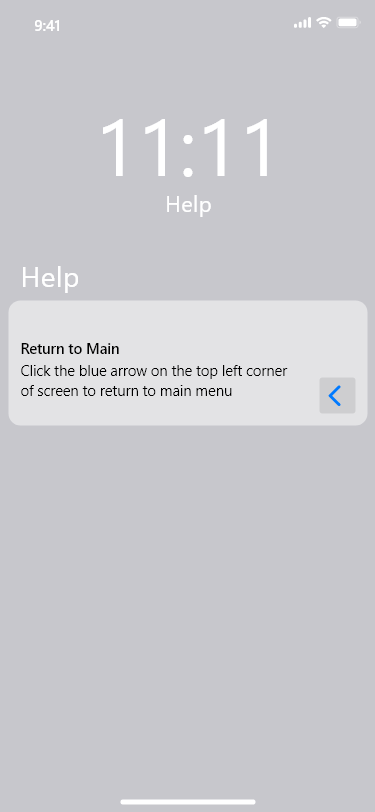 9:41
11:11
Help
Help
Return to Main
Click the blue arrow on the top left corner
of screen to return to main menu